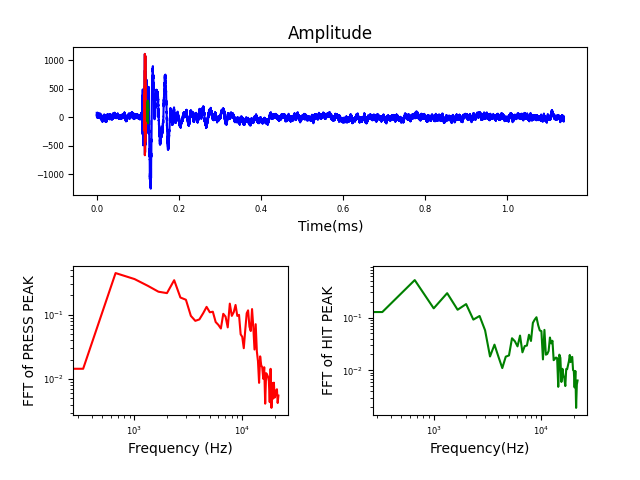 Amplitude
1000
500
0
−500
−1000
0.0 0.2 0.4 0.6 0.8 1.0
Time(ms)
FFT of PRESS PEAK
10⁻¹
10⁻²
10³ 10⁴
Frequency (Hz)
FFT of HIT PEAK
10⁻¹
10⁻²
10³ 10⁴
Frequency(Hz)